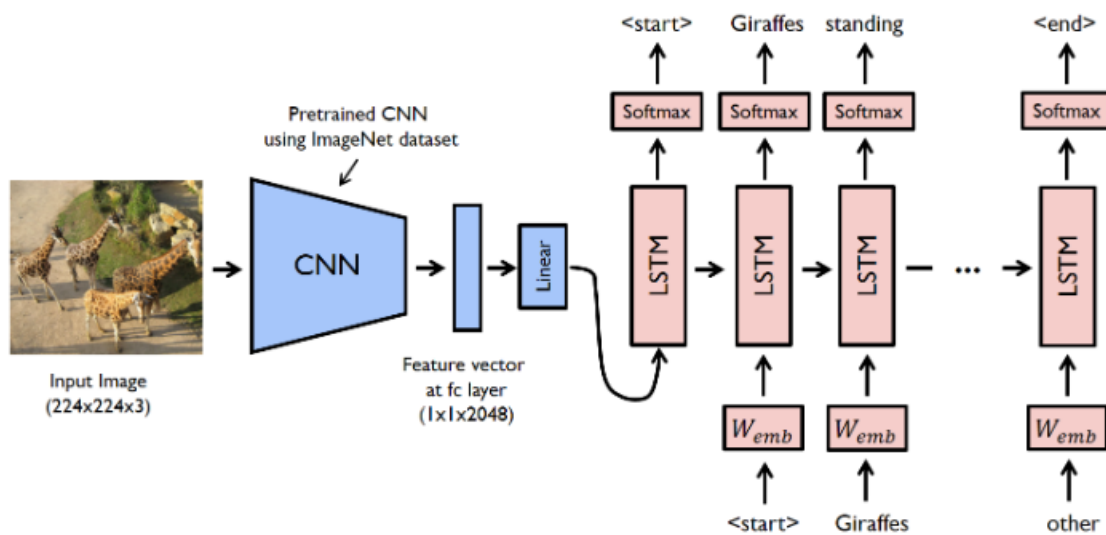 <start> Giraffes standing <end>
Softmax Softmax Softmax Softmax
Pretrained CNN
using ImageNet dataset
CNN
Linear
LSTM LSTM LSTM ... LSTM
Input Image
(224x224x3)
Feature vector
at fc layer
(1x1x2048)
W_emb W_emb W_emb
<start> Giraffes other